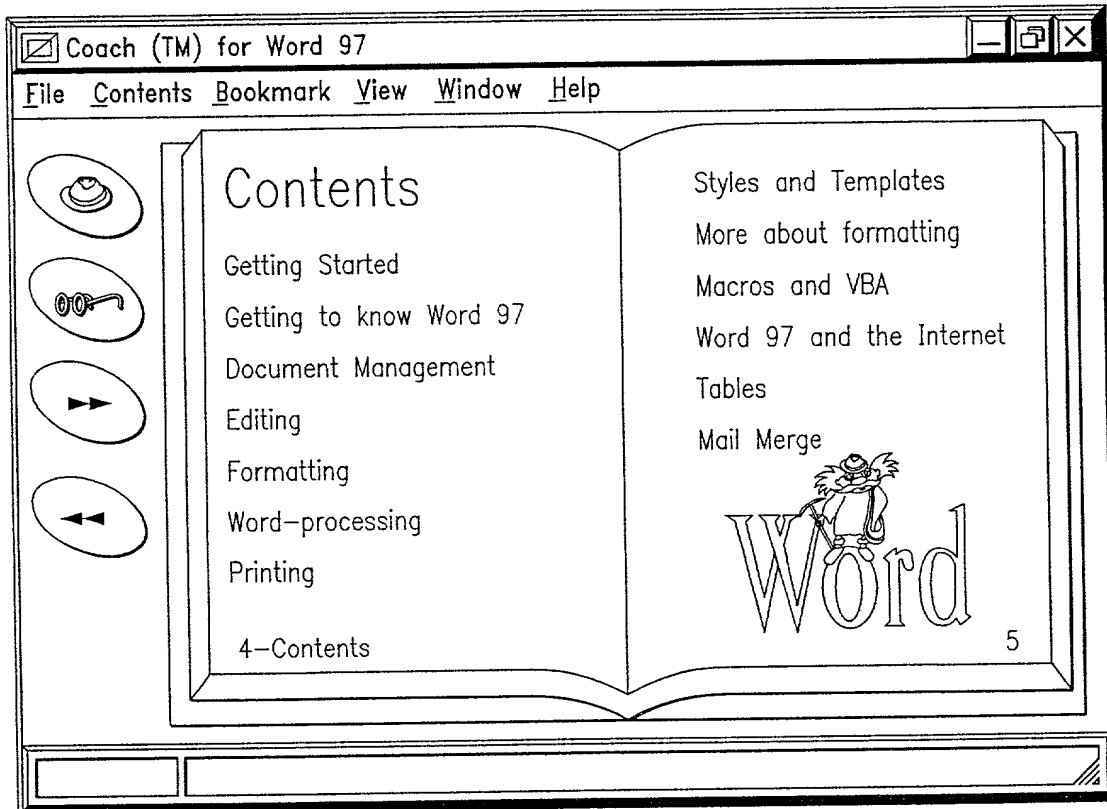 Coach (TM) for Word 97
File Contents Bookmark View Window Help
Contents
Getting Started
Getting to know Word 97
Document Management
Editing
Formatting
Word-processing
Printing
4-Contents
Styles and Templates
More about formatting
Macros and VBA
Word 97 and the Internet
Tables
Mail Merge
Word
5